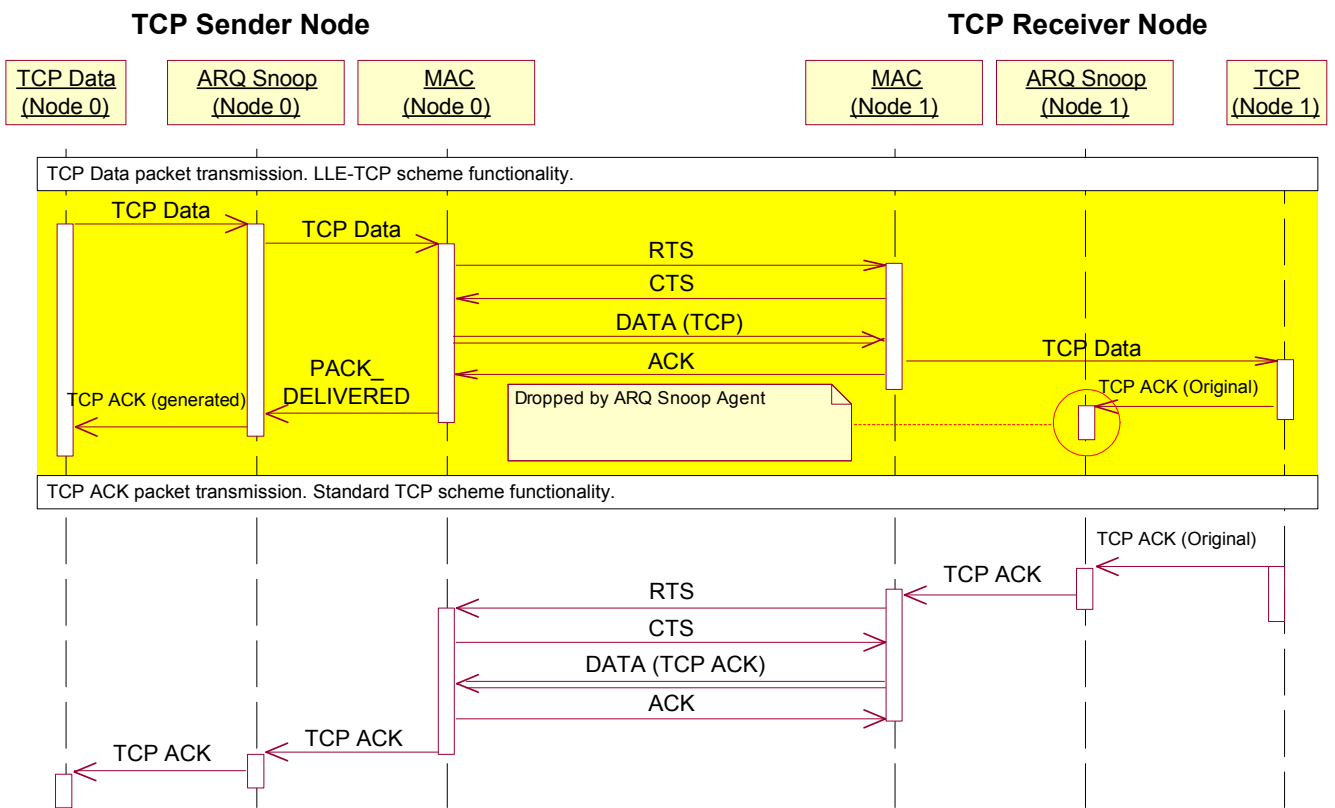 TCP Sender Node
TCP Receiver Node
TCP Data
(Node 0)
ARQ Snoop
(Node 0)
MAC
(Node 0)
MAC
(Node 1)
ARQ Snoop
(Node 1)
TCP
(Node 1)
TCP Data packet transmission. LLE-TCP scheme functionality.
TCP Data
TCP Data
RTS
CTS
DATA (TCP)
ACK
TCP Data
PACK_
DELIVERED
TCP ACK (generated)
Dropped by ARQ Snoop Agent
TCP ACK (Original)
TCP ACK packet transmission. Standard TCP scheme functionality.
TCP ACK (Original)
TCP ACK
RTS
CTS
DATA (TCP ACK)
ACK
TCP ACK
TCP ACK